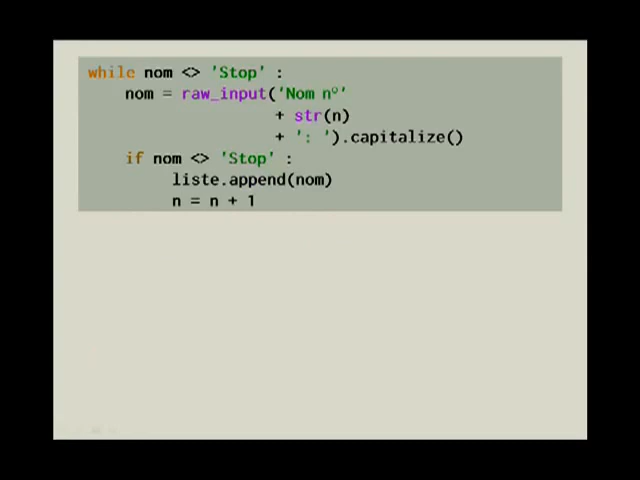 while nom <> 'Stop' :
nom = raw_input('Nom n°'
+ str(n)
+ ': ').capitalize()
if nom <> 'Stop' :
liste.append(nom)
n = n + 1